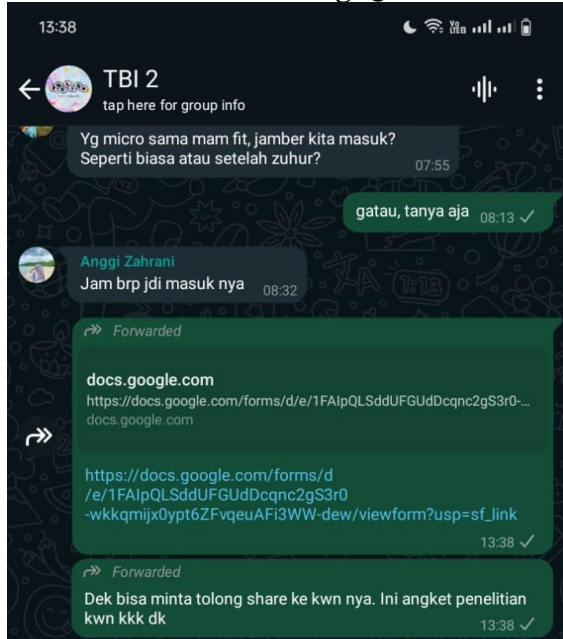 13:38
TBI 2
tap here for group info
Yg micro sama mam fit, jamber kita masuk?
Seperti biasa atau setelah zuhur?
07:55
gatau, tanya aja 08:13
Anggi Zahrani
Jam brp jdi masuk nya 08:32
Forwarded
docs.google.com
https://docs.google.com/forms/d/e/1FAIpQLSddUFGUdDcqnc2gS3r0-...
docs.google.com
https://docs.google.com/forms/d
/e/1FAIpQLSddUFGUdDcqnc2gS3r0
-wkkqmijx0ypt6ZFvqeuAFi3WW-dew/viewform?usp=sf_link
13:38
Forwarded
Dek bisa minta tolong share ke kwn nya. Ini angket penelitian
kwn kkk dk
13:38